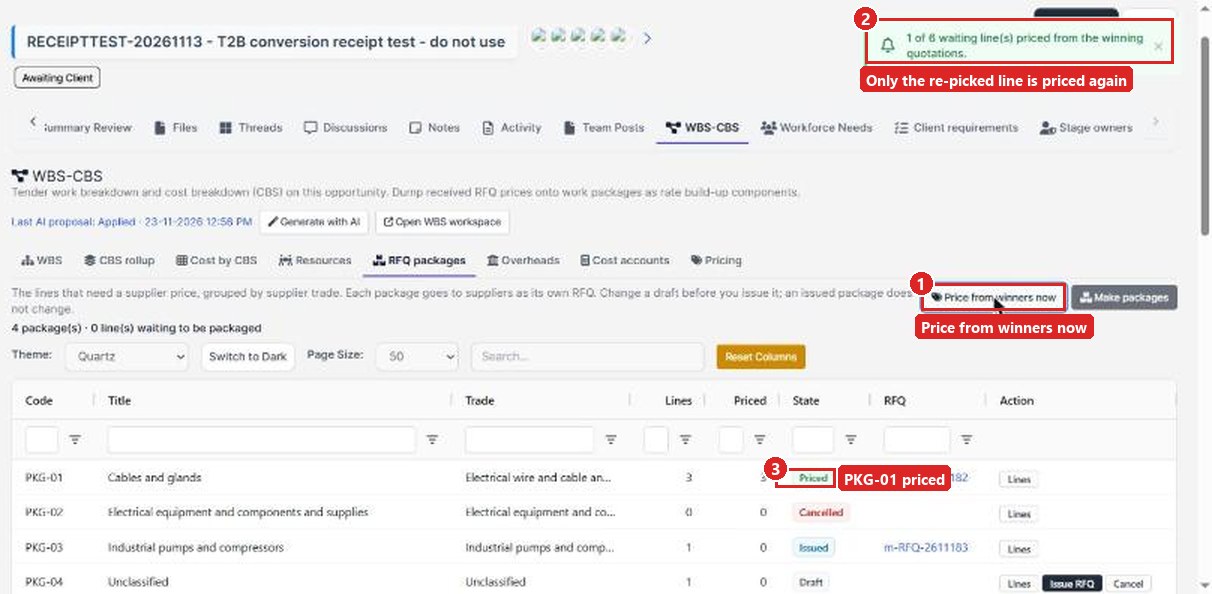 RECEIPTTEST-20261113 - T2B conversion receipt test - do not use
2
1 of 6 waiting line(s) priced from the winning
quotations.
Only the re-picked line is priced again
Awaiting Client
Summary Review Files Threads Discussions Notes Activity Team Posts WBS-CBS Workforce Needs Client requirements Stage owners
WBS-CBS
Tender work breakdown and cost breakdown (CBS) on this opportunity. Dump received RFQ prices onto work packages as rate build-up components.
Last AI proposal: Applied · 23-11-2026 12:56 PM Generate with AI Open WBS workspace
WBS CBS rollup Cost by CBS Resources RFQ packages Overheads Cost accounts Pricing
The lines that need a supplier price, grouped by supplier trade. Each package goes to suppliers as its own RFQ. Change a draft before you issue it; an issued package does
not change.
1
Price from winners now Make packages
Price from winners now
4 package(s) · 0 line(s) waiting to be packaged
Theme: Quartz Switch to Dark Page Size: 50 Search... Reset Columns
Code Title Trade Lines Priced State RFQ Action
PKG-01 Cables and glands Electrical wire and cable an... 3 3 Priced 182 Lines
3
PKG-01 priced
PKG-02 Electrical equipment and components and supplies Electrical equipment and co... 0 0 Cancelled Lines
PKG-03 Industrial pumps and compressors Industrial pumps and comp... 1 0 Issued m-RFQ-2611183 Lines
PKG-04 Unclassified Unclassified 1 0 Draft Lines Issue RFQ Cancel